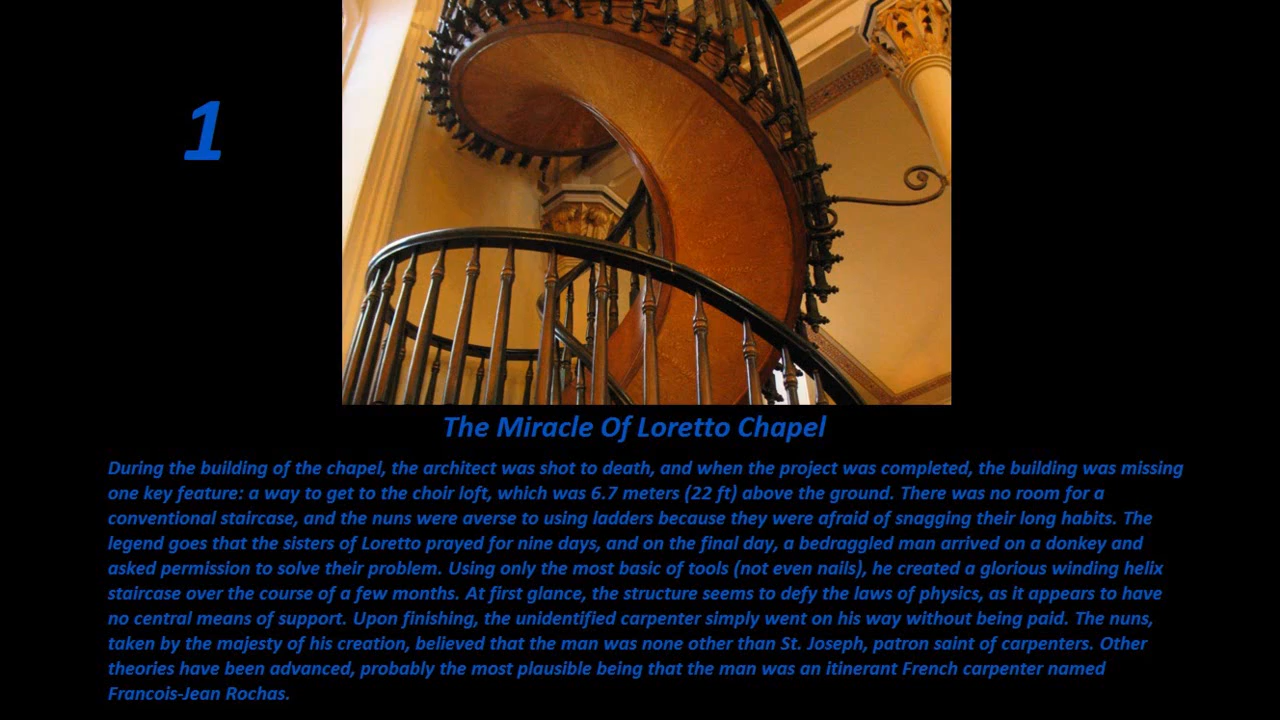 1
The Miracle Of Loretto Chapel
During the building of the chapel, the architect was shot to death, and when the project was completed, the building was missing
one key feature: a way to get to the choir loft, which was 6.7 meters (22 ft) above the ground. There was no room for a
conventional staircase, and the nuns were averse to using ladders because they were afraid of snagging their long habits. The
legend goes that the sisters of Loretto prayed for nine days, and on the final day, a bedraggled man arrived on a donkey and
asked permission to solve their problem. Using only the most basic of tools (not even nails), he created a glorious winding helix
staircase over the course of a few months. At first glance, the structure seems to defy the laws of physics, as it appears to have
no central means of support. Upon finishing, the unidentified carpenter simply went on his way without being paid. The nuns,
taken by the majesty of his creation, believed that the man was none other than St. Joseph, patron saint of carpenters. Other
theories have been advanced, probably the most plausible being that the man was an itinerant French carpenter named
Francois-Jean Rochas.